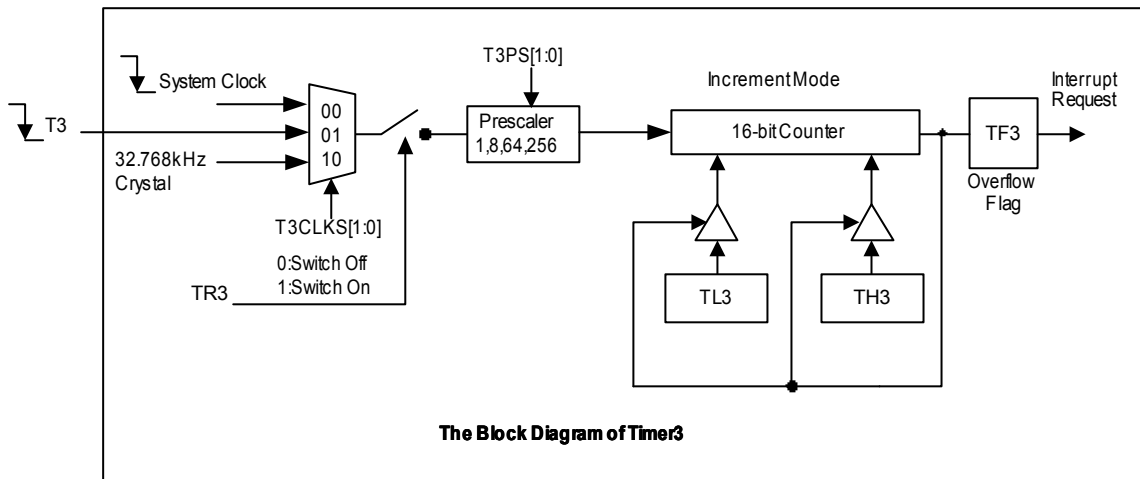 T3PS[1:0]
System Clock
Increment Mode
Interrupt
Request
T3
00
01
10
Prescaler
1,8,64,256
16-bit Counter
TF3
32.768kHz
Crystal
Overflow
Flag
T3CLKS[1:0]
0:Switch Off
1:Switch On
TR3
TL3
TH3
The Block Diagram of Timer3